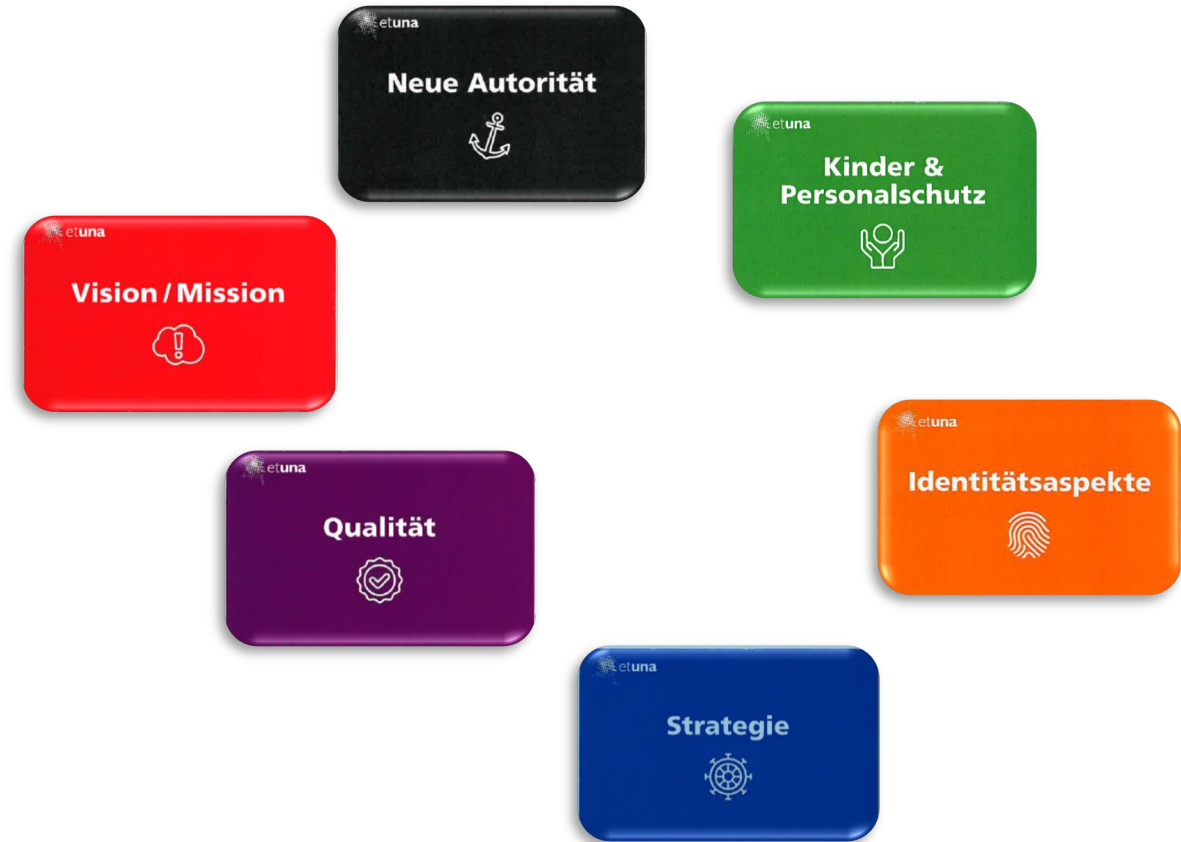 etuna
Neue Autorität
etuna
Kinder &
Personalschutz
etuna
Vision / Mission
etuna
Identitätsaspekte
etuna
Qualität
etuna
Strategie